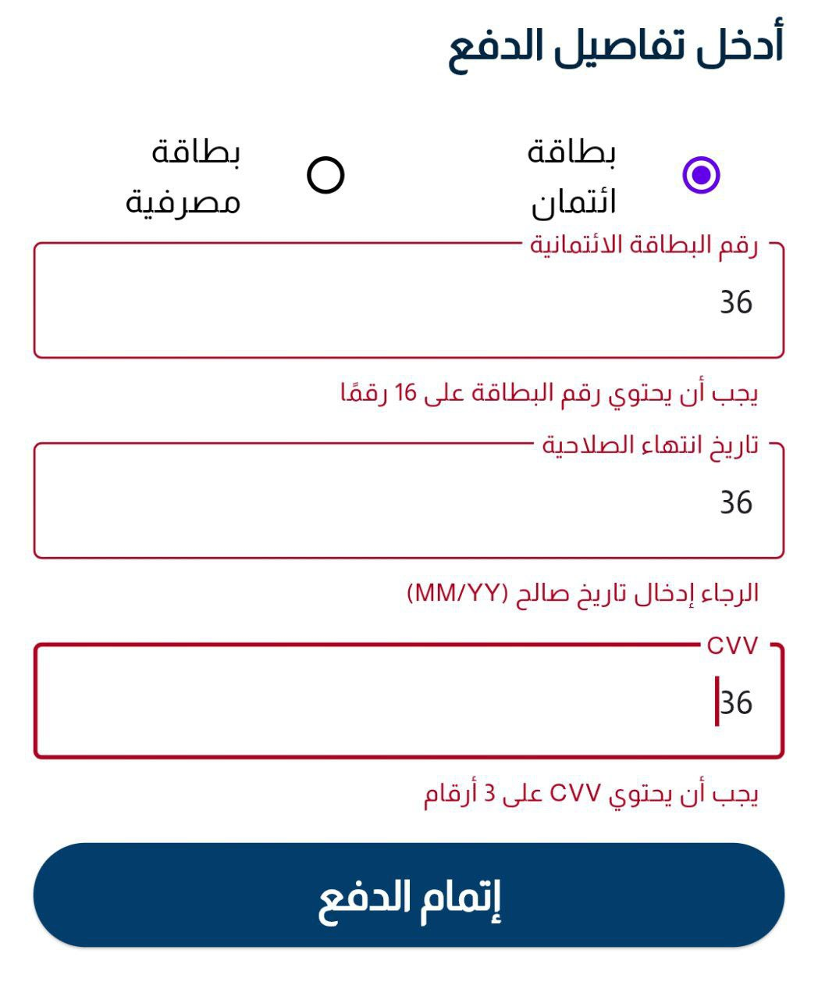 أدخل تفاصيل الدفع
بطاقة ائتمان
بطاقة مصرفية
رقم البطاقة الائتمانية
36
يجب أن يحتوي رقم البطاقة على 16 رقمًا
تاريخ انتهاء الصلاحية
36
الرجاء إدخال تاريخ صالح (MM/YY)
CVV
36
يجب أن يحتوي CVV على 3 أرقام
إتمام الدفع